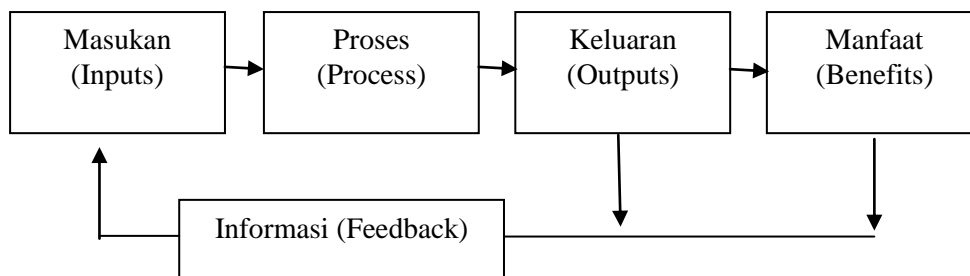 Masukan
(Inputs)
Proses
(Process)
Keluaran
(Outputs)
Manfaat
(Benefits)
Informasi (Feedback)